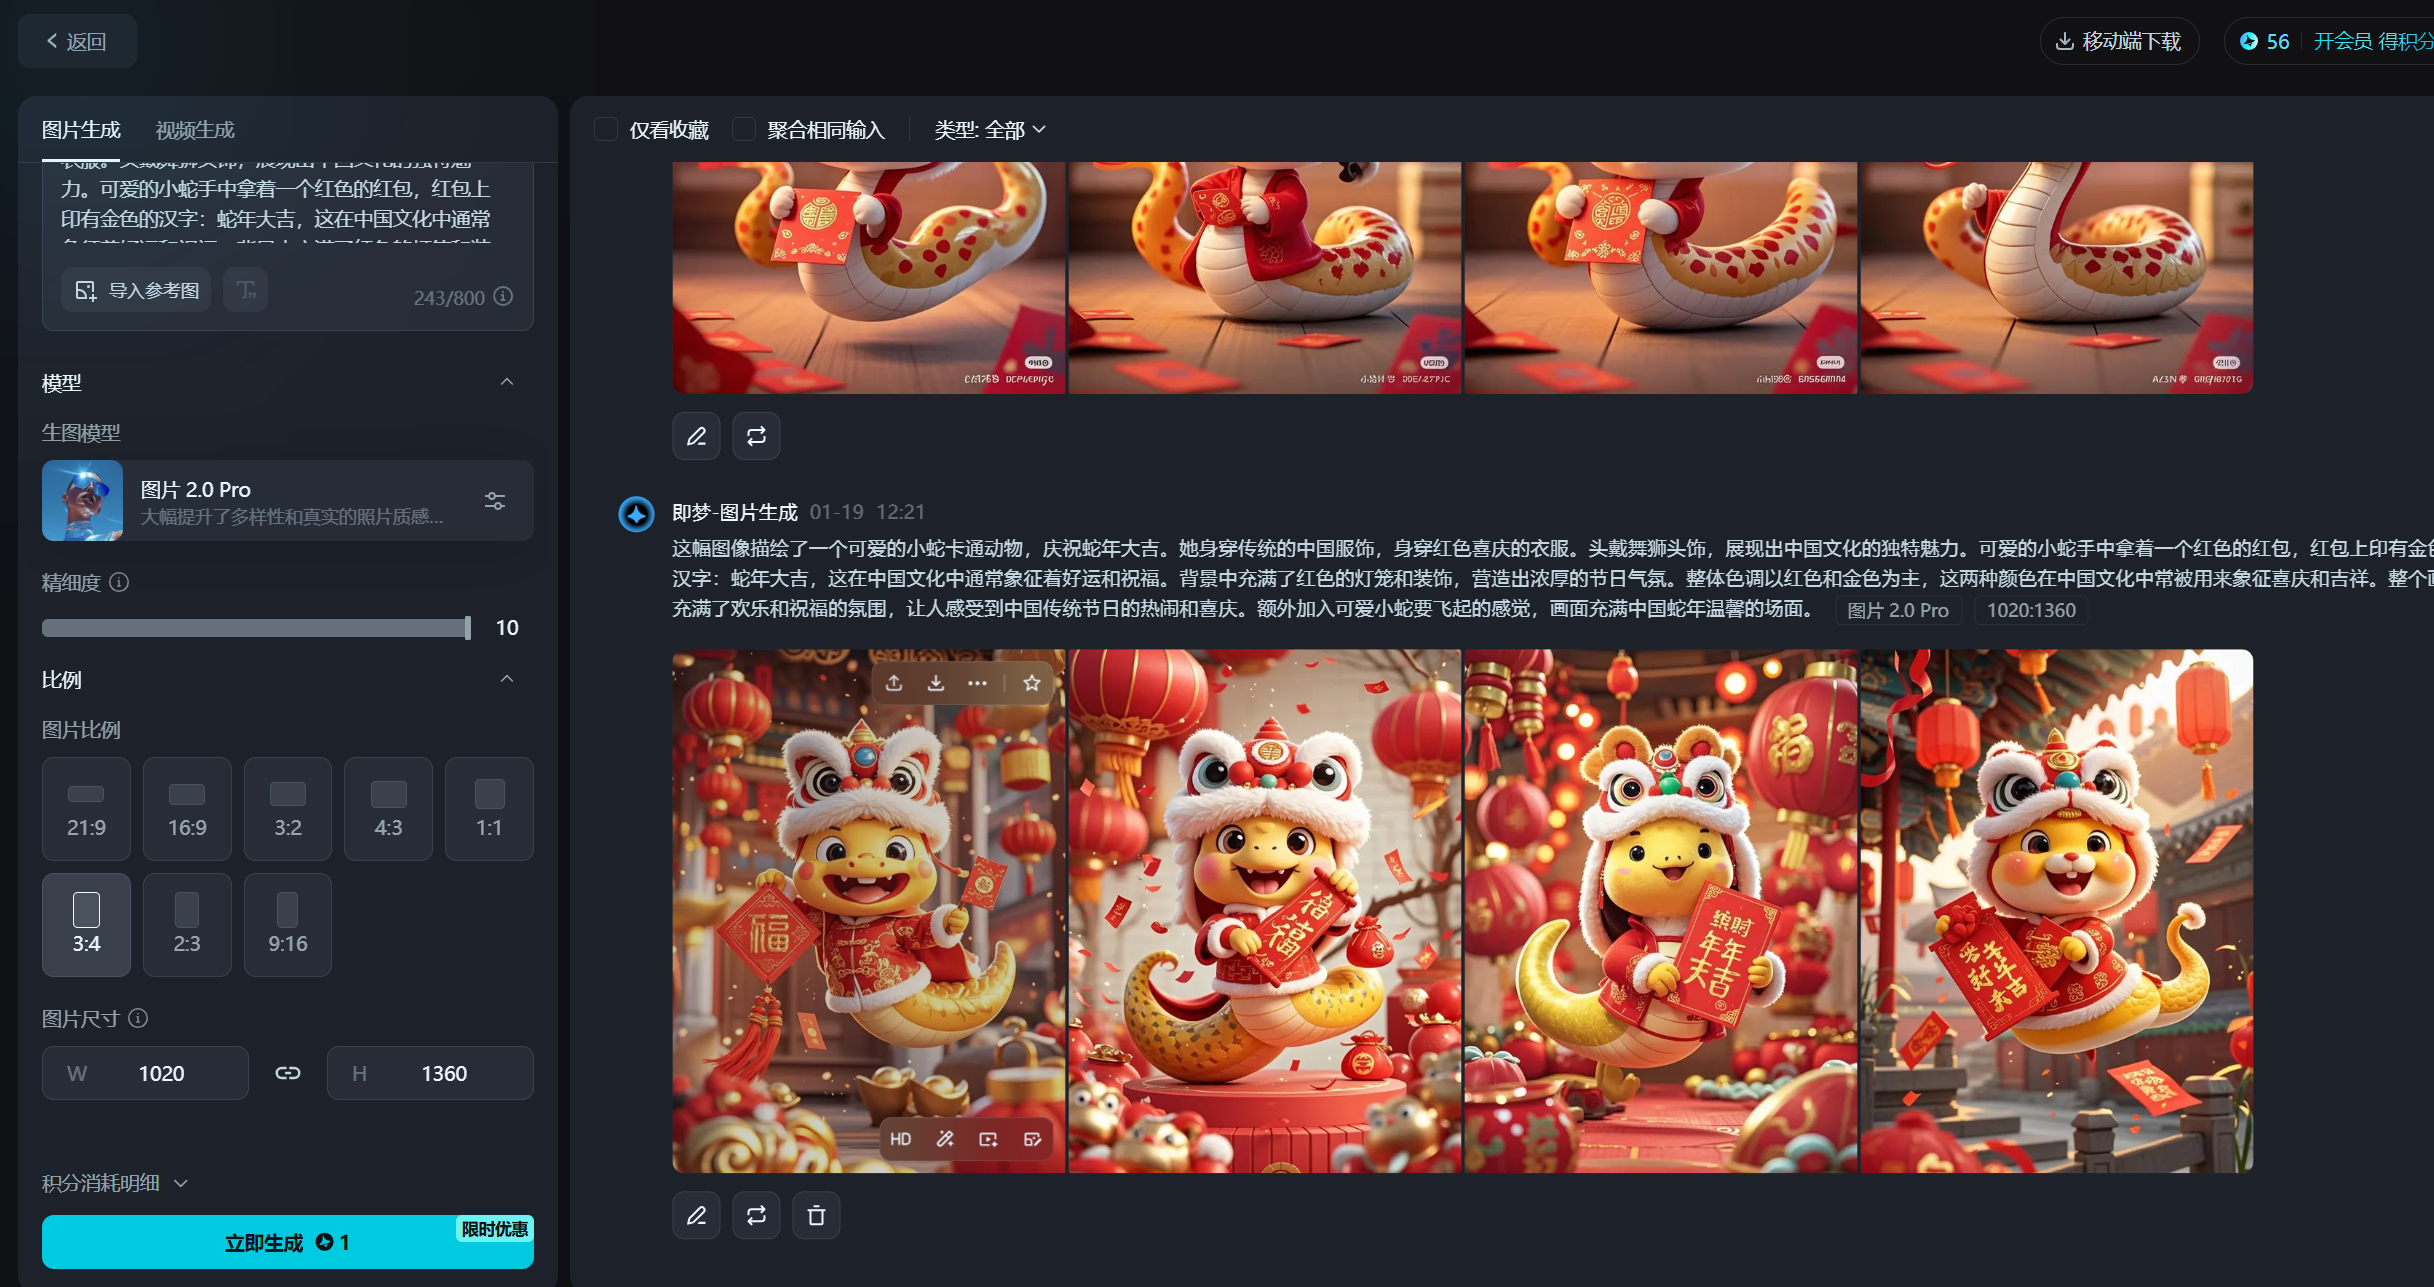 返回
移动端下载
56
开会员 得积分
图片生成
视频生成
仅看收藏
聚合相同输入
类型: 全部
衣服。头戴舞狮头饰，展现出中国文化的独特魅
力。可爱的小蛇手中拿着一个红色的红包，红包上
印有金色的汉字：蛇年大吉，这在中国文化中通常
导入参考图
243/800
模型
生图模型
图片 2.0 Pro
大幅提升了多样性和真实的照片质感...
精细度
10
比例
图片比例
21:9
16:9
3:2
4:3
1:1
3:4
2:3
9:16
图片尺寸
W 1020
H 1360
积分消耗明细
限时优惠
立即生成 1
即梦-图片生成 01-19 12:21
这幅图像描绘了一个可爱的小蛇卡通动物，庆祝蛇年大吉。她身穿传统的中国服饰，身穿红色喜庆的衣服。头戴舞狮头饰，展现出中国文化的独特魅力。可爱的小蛇手中拿着一个红色的红包，红包上印有金色
汉字：蛇年大吉，这在中国文化中通常象征着好运和祝福。背景中充满了红色的灯笼和装饰，营造出浓厚的节日气氛。整体色调以红色和金色为主，这两种颜色在中国文化中常被用来象征喜庆和吉祥。整个画
充满了欢乐和祝福的氛围，让人感受到中国传统节日的热闹和喜庆。额外加入可爱小蛇要飞起的感觉，画面充满中国蛇年温馨的场面。
图片 2.0 Pro
1020:1360
福
福
年年
大吉
HD